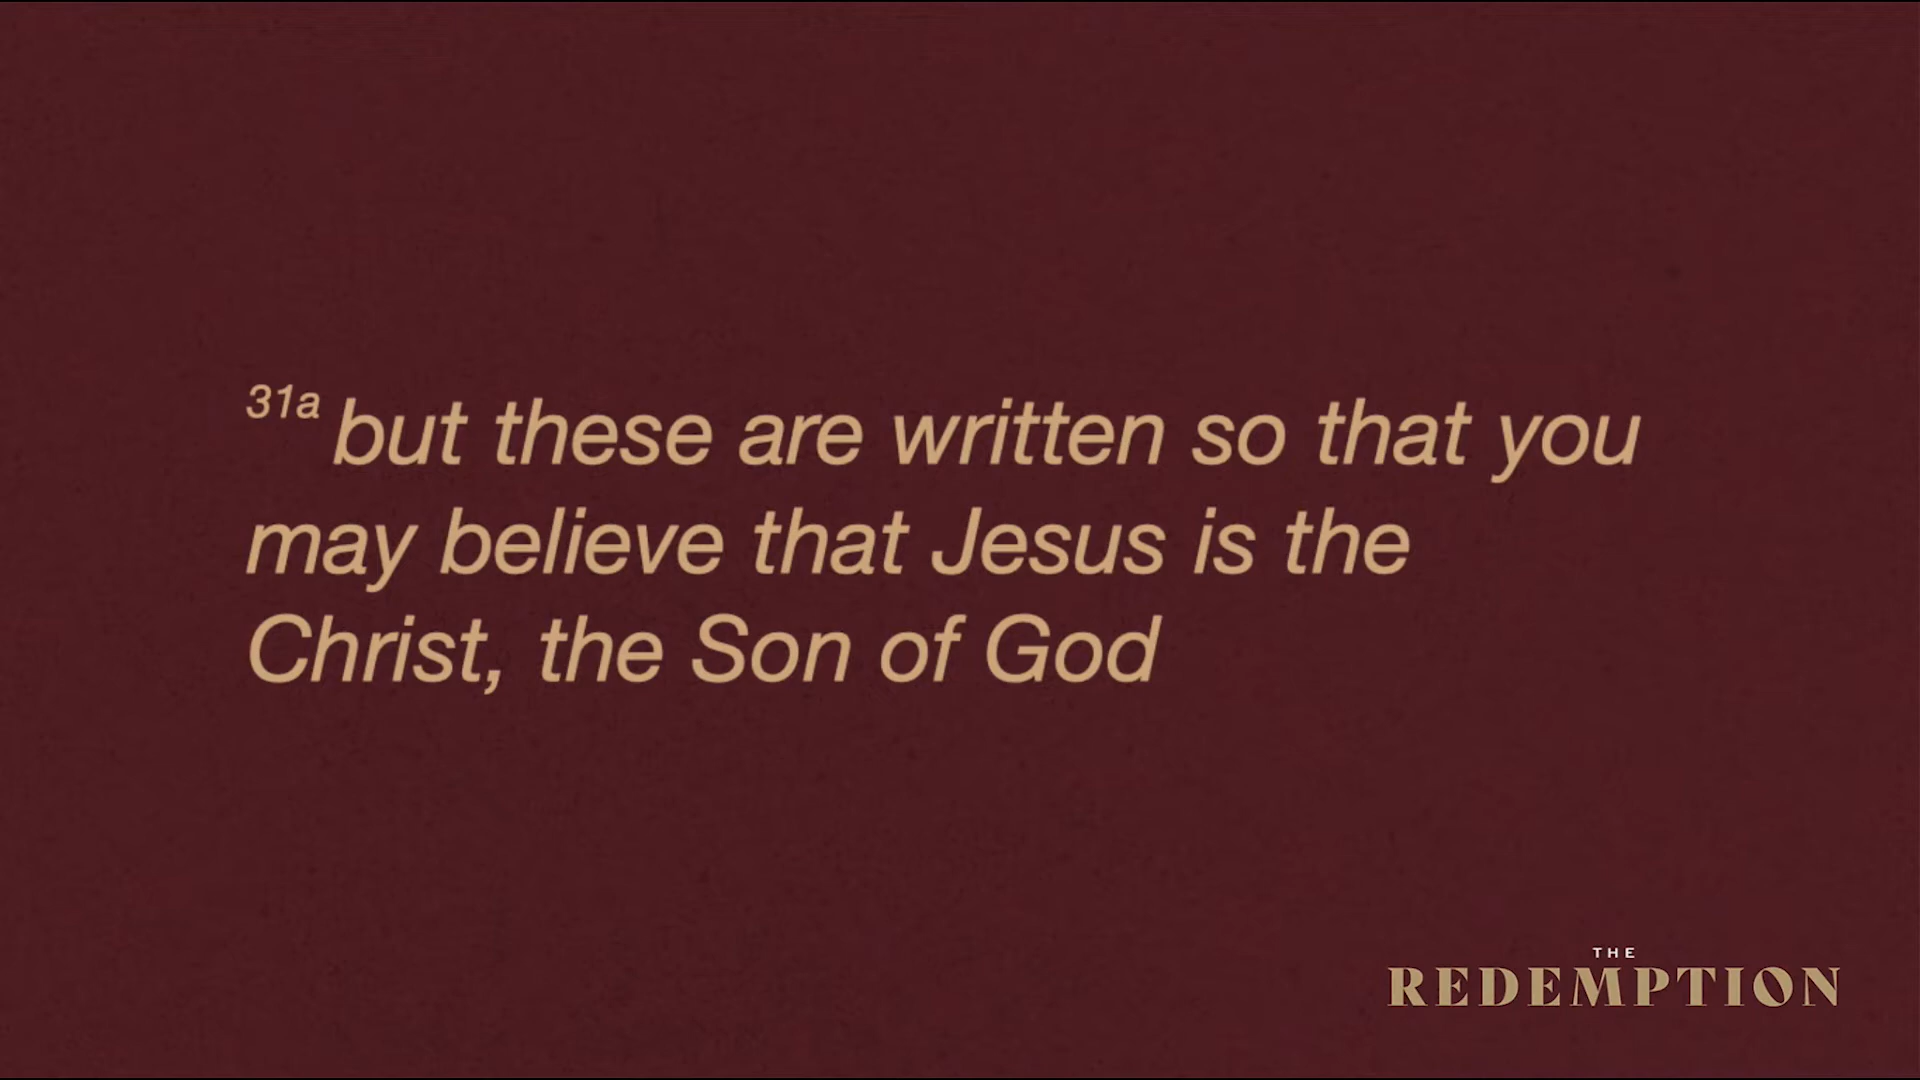 31a but these are written so that you
may believe that Jesus is the
Christ, the Son of God
THE
REDEMPTION